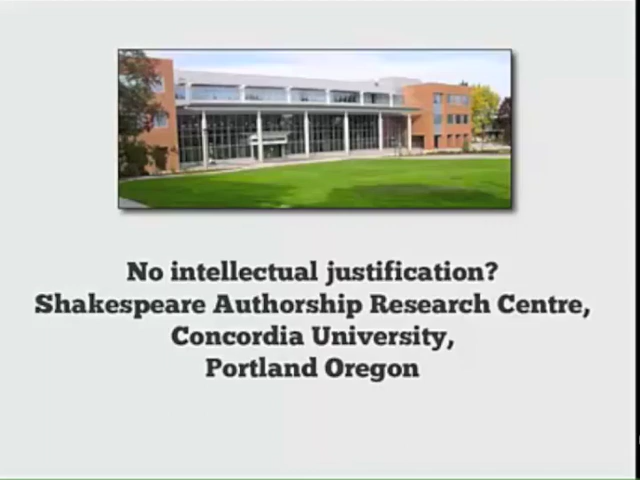 No intellectual justification?
Shakespeare Authorship Research Centre,
Concordia University,
Portland Oregon